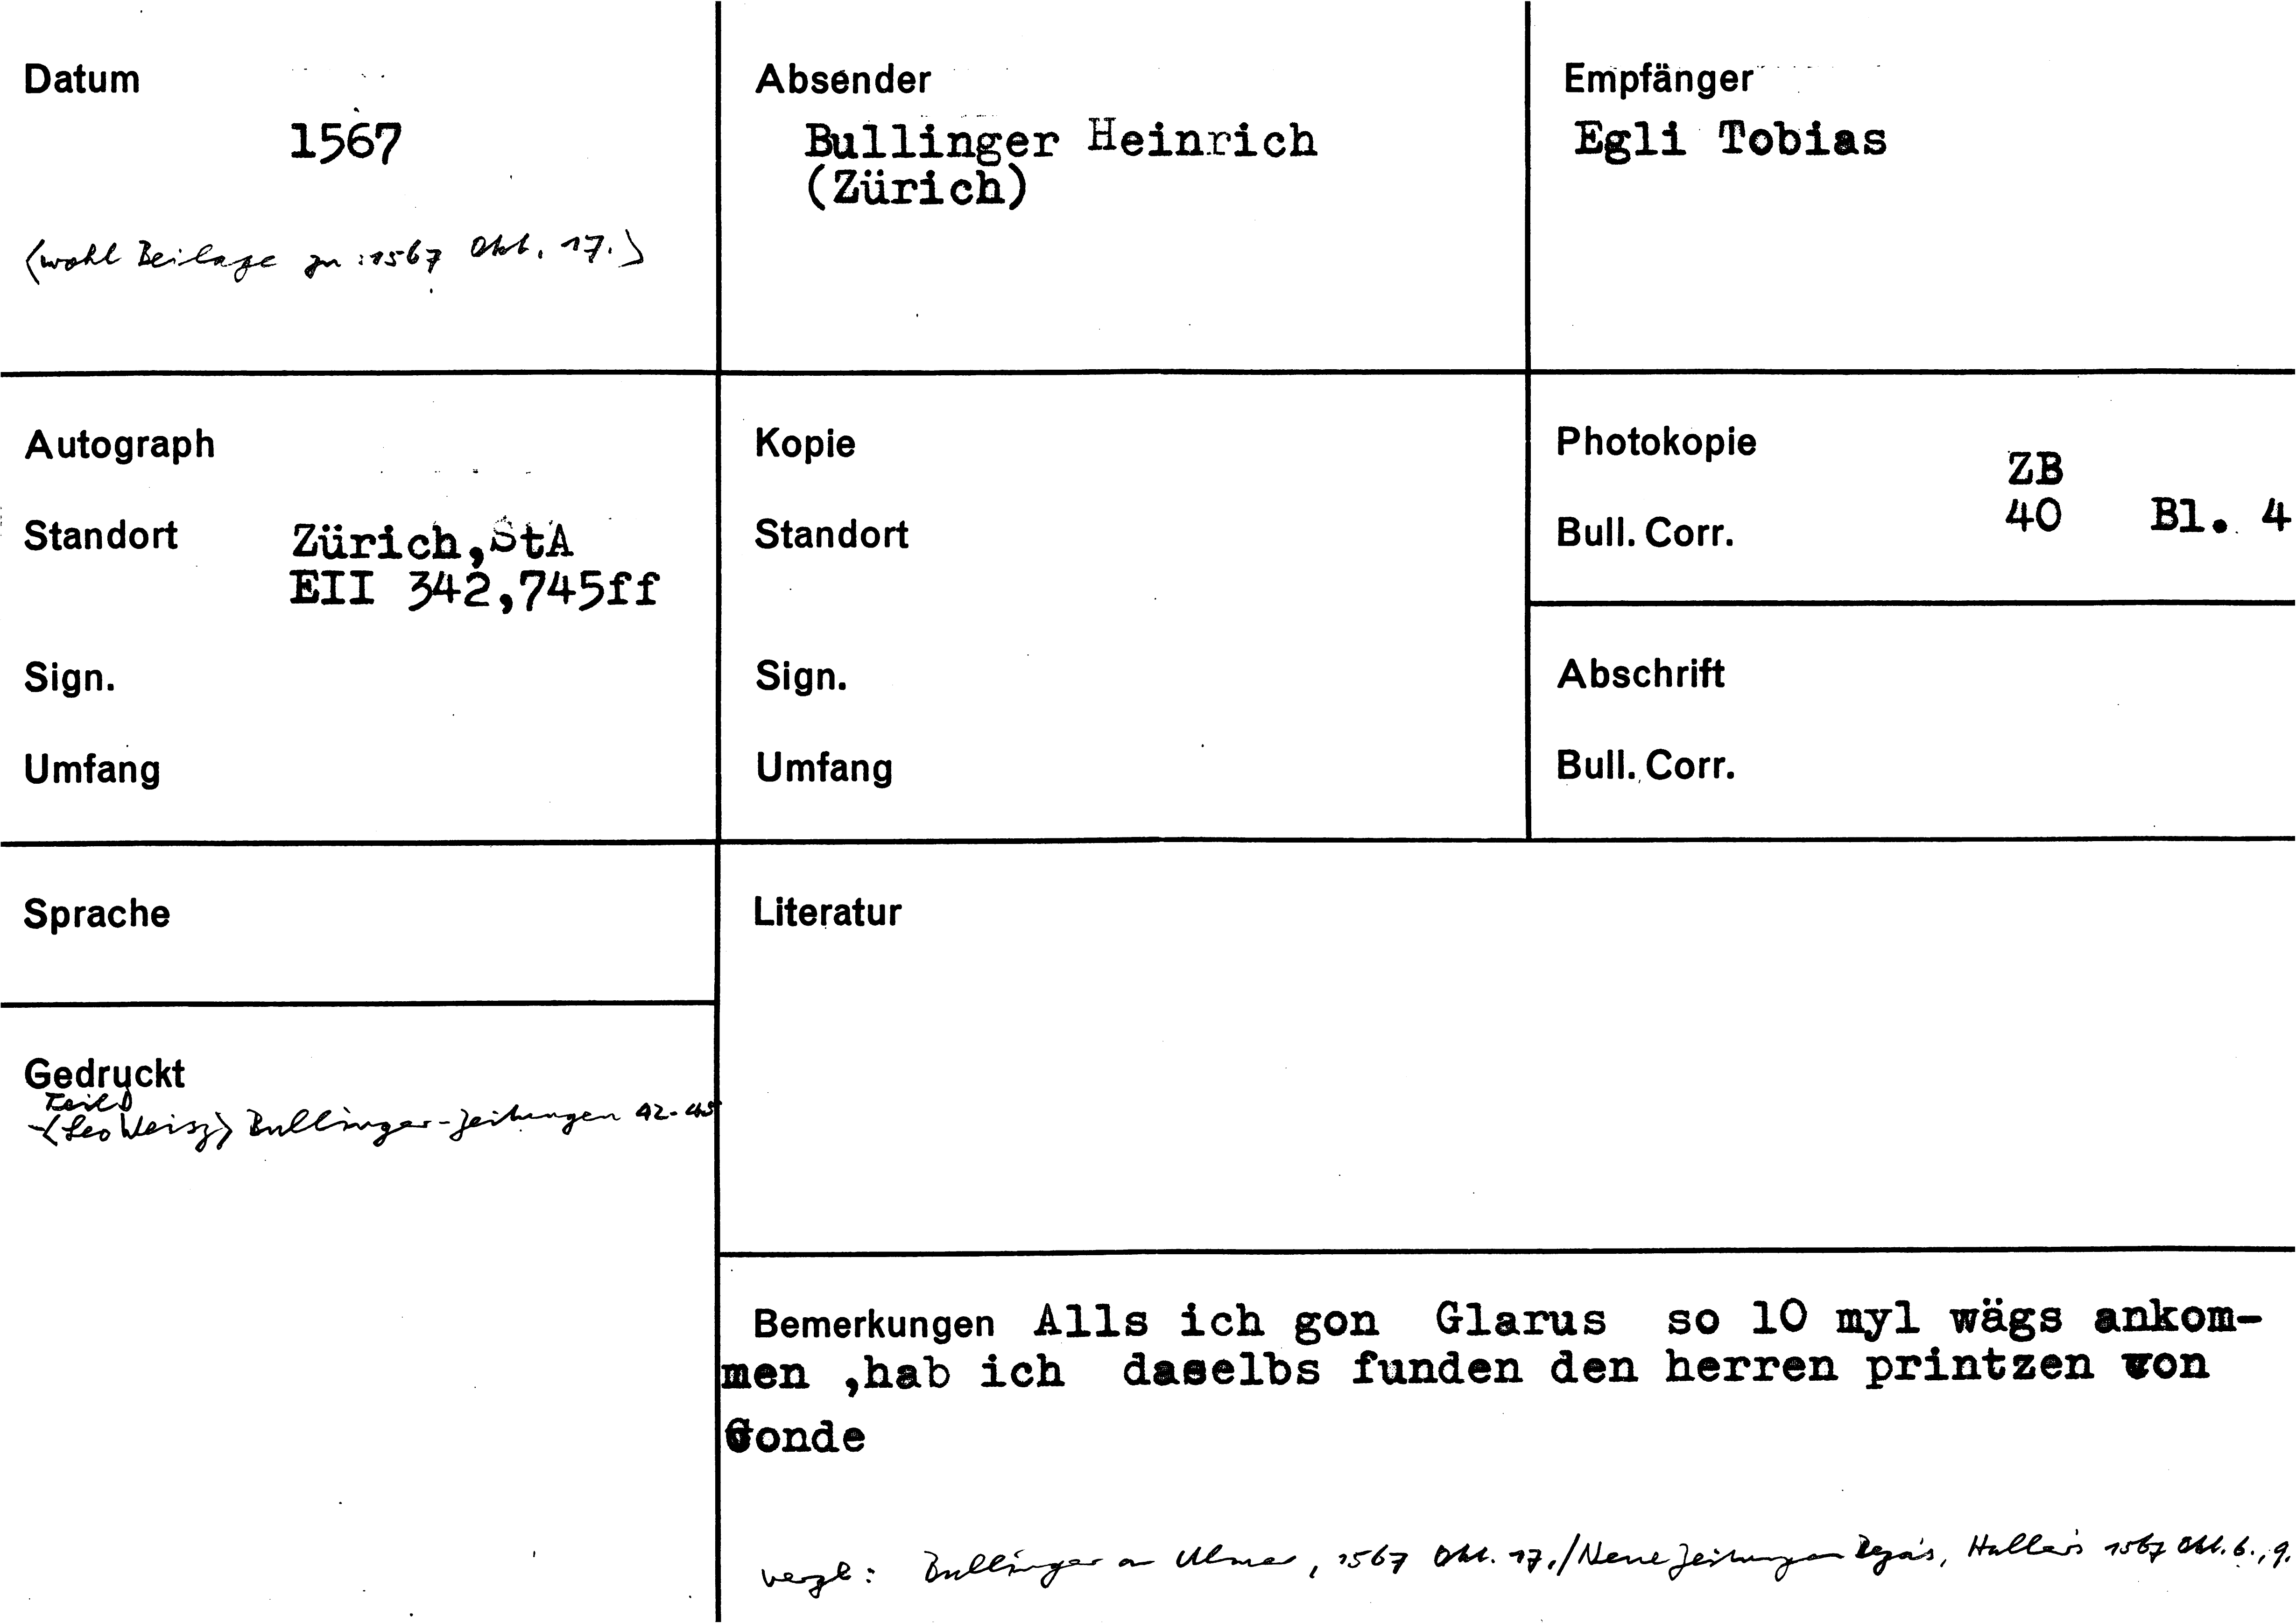 Datum
1567
(wohl Beilage zu: 1567 Okt. 17.)
Absender
Bullinger Heinrich
(Zürich)
Empfänger
Egli Tobias
Autograph
Standort Zürich,StA
EII 342,745ff
Sign.
Umfang
Kopie
Standort
Sign.
Umfang
Photokopie
ZB
Bull. Corr. 40 Bl. 4
Abschrift
Bull. Corr.
Sprache
Gedruckt
Teil
-(Leo Weisz) Bullinger-Zeitungen 42-45
Literatur
Bemerkungen Alls ich gon Glarus so 10 myl wägs ankom-
men ,hab ich daselbs funden den herren printzen von
Conde
vergl: Bullinger an Ulmer, 1567 Okt. 17./Neue Zeitungen Beza's, Haller's 1567 Okt. 6., 9.